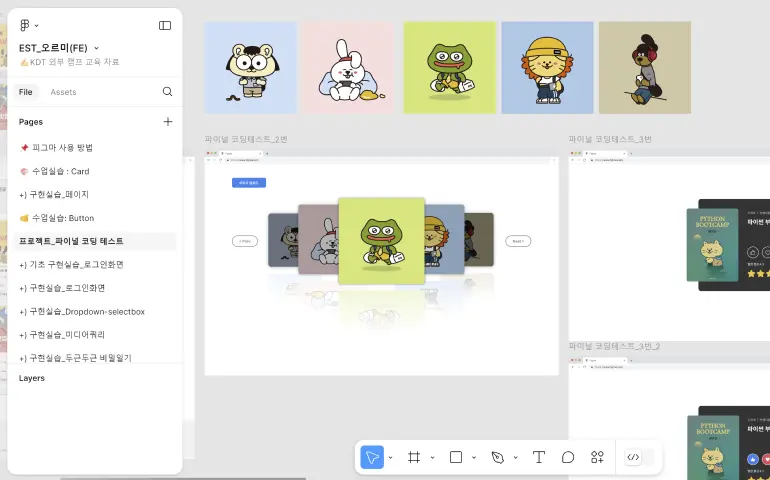 EST_오르미(FE)
✍️KDT 외부 캠프 교육 자료
File
Assets
Pages
📌 피그마 사용 방법
수업실습 : Card
+) 구현실습_페이지
수업실습: Button
프로젝트_파이널 코딩 테스트
+) 기초 구현실습_로그인화면
+) 구현실습_로그인화면
+) 구현실습_Dropdown-selectbox
+) 구현실습_미디어쿼리
+) 구현실습_두근두근 비밀일기
Layers
파이널 코딩테스트_2번
< Prev
Next >
파이널 코딩테스트_3번
PYTHON
BOOTCAMP
파이썬 부
파이널 코딩테스트_3번_2
PYTHON
BOOTCAMP
파이썬 부